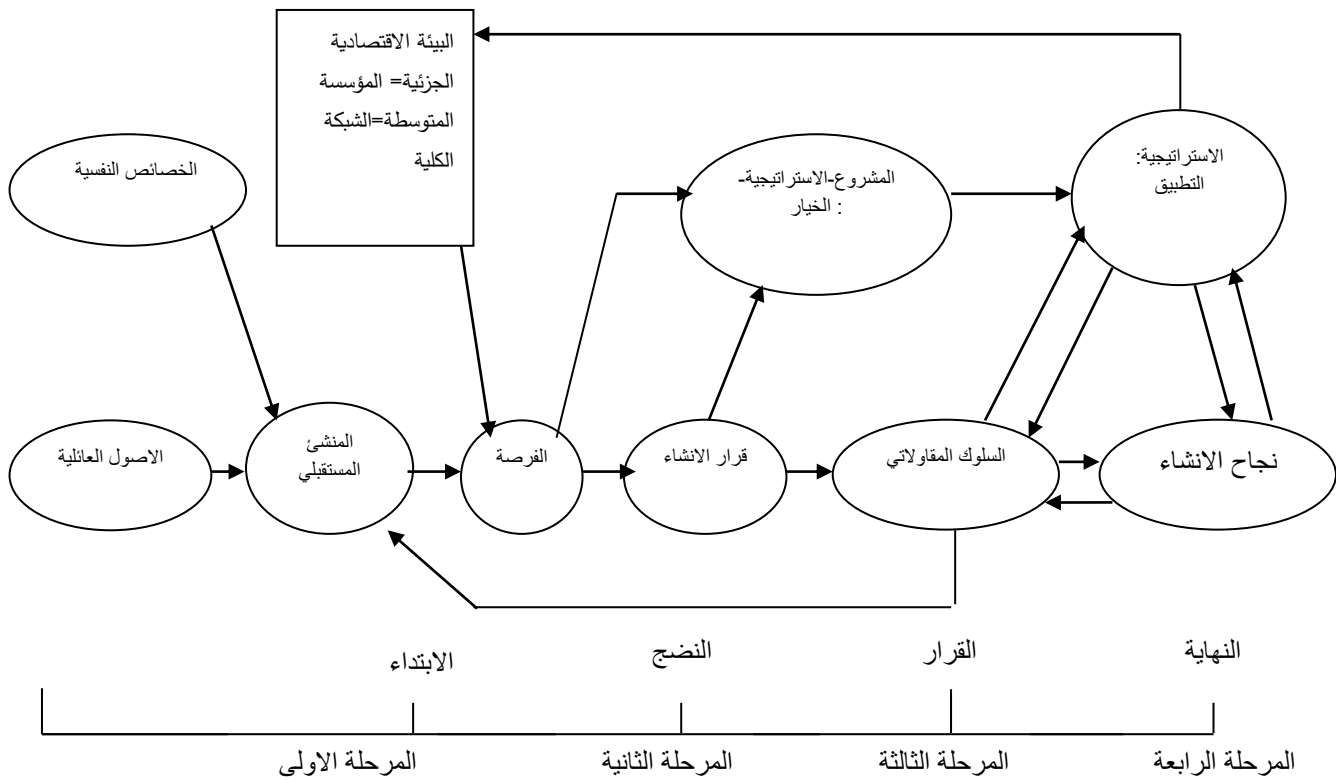 البيئة الاقتصادية
الجزئية= المؤسسة
المتوسطة=الشبكة
الكلية
الخصائص النفسية
المشروع-الاستراتيجية-
: الخيار
الاستراتيجية:
التطبيق
الاصول العائلية
المنشئ
المستقبلي
الفرصة
قرار الانشاء
السلوك المقاولاتي
نجاح الانشاء
الابتداء
النضج
القرار
النهاية
المرحلة الاولى
المرحلة الثانية
المرحلة الثالثة
المرحلة الرابعة